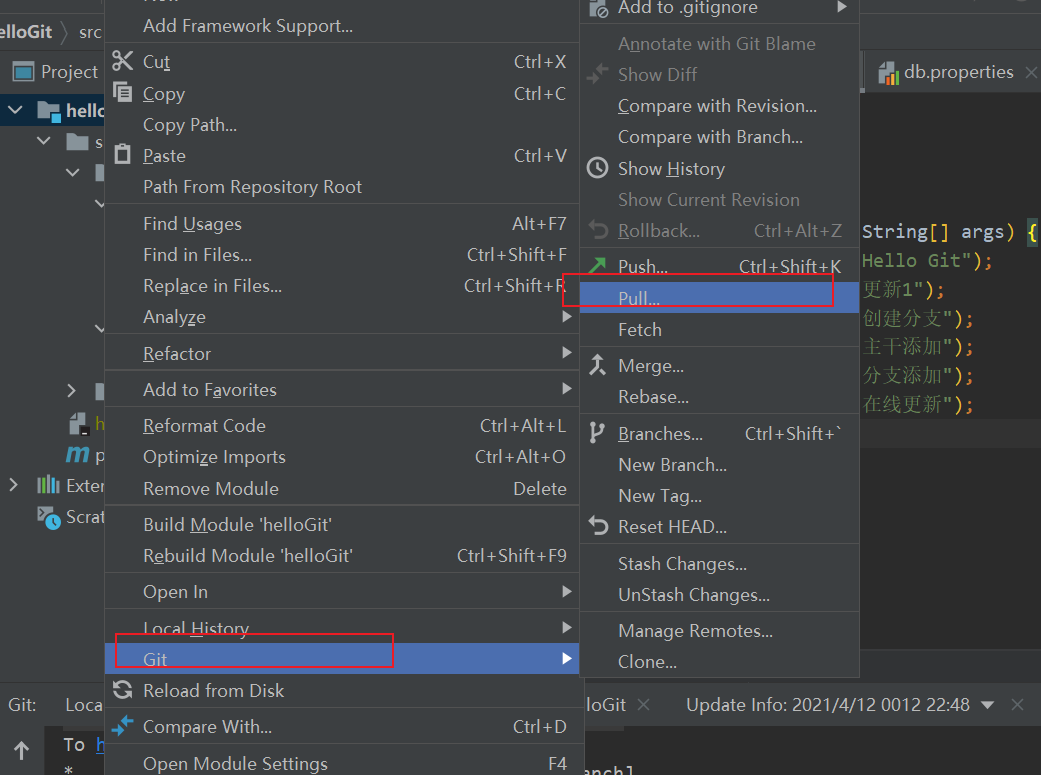 elloGit
src
Project
hello
Add Framework Support...
Cut Ctrl+X
Copy Ctrl+C
Copy Path...
Paste Ctrl+V
Path From Repository Root
Find Usages Alt+F7
Find in Files... Ctrl+Shift+F
Replace in Files... Ctrl+Shift+R
Analyze
Refactor
Add to Favorites
Reformat Code Ctrl+Alt+L
Optimize Imports Ctrl+Alt+O
Remove Module Delete
Build Module 'helloGit'
Rebuild Module 'helloGit' Ctrl+Shift+F9
Open In
Local History
Git
Reload from Disk
Compare With... Ctrl+D
Open Module Settings F4
Add to .gitignore
Annotate with Git Blame
Show Diff
Compare with Revision...
Compare with Branch...
Show History
Show Current Revision
Rollback... Ctrl+Alt+Z
Push... Ctrl+Shift+K
Pull...
Fetch
Merge...
Rebase...
Branches... Ctrl+Shift+`
New Branch...
New Tag...
Reset HEAD...
Stash Changes...
UnStash Changes...
Manage Remotes...
Clone...
db.properties
String[] args) {
Hello Git");
更新1");
创建分支");
主干添加");
分支添加");
在线更新");
s
h
p
Exter
Scrat
Git:
Loca
lloGit
Update Info: 2021/4/12 0012 22:48
To h
*
anch]